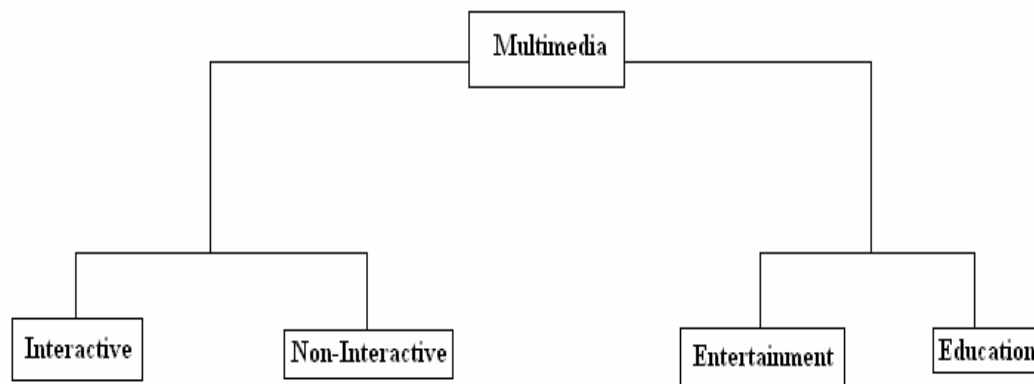 Multimedia
Interactive
Non-Interactive
Entertainment
Education